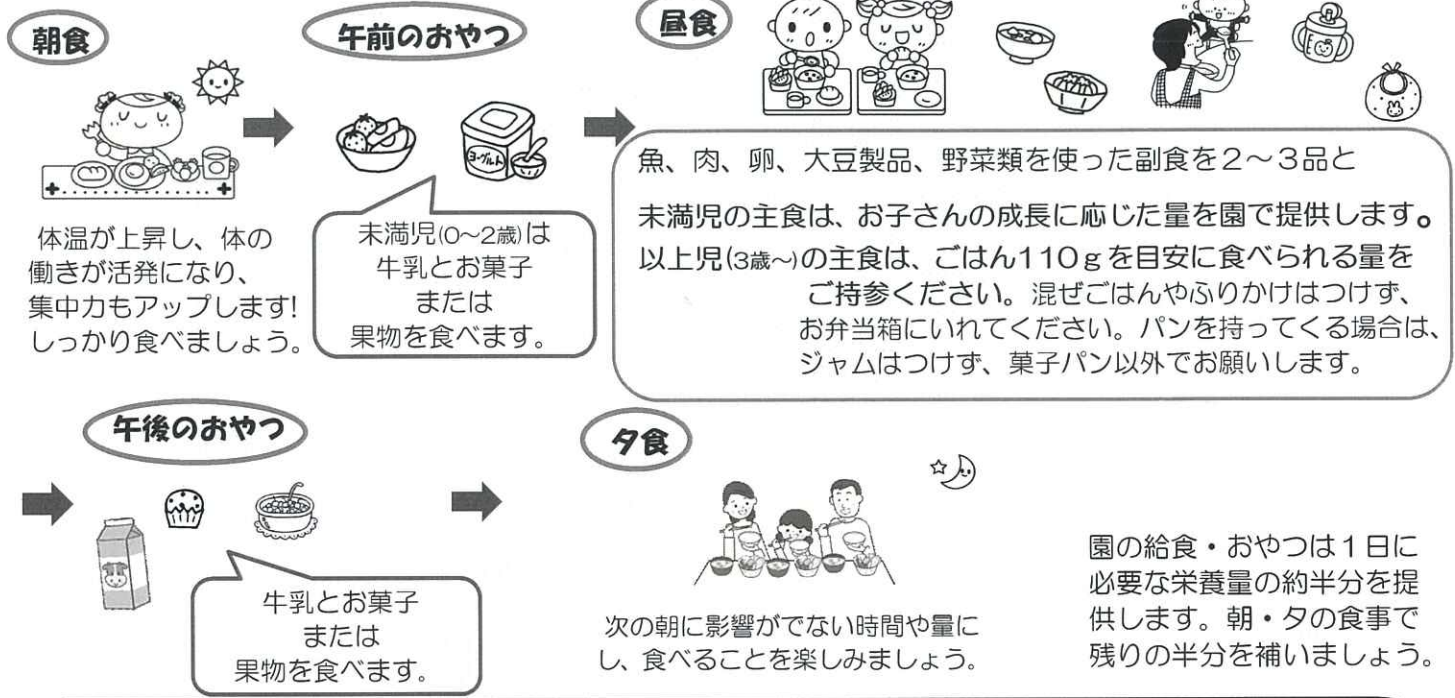 朝食
体温が上昇し、体の
働きが活発になり、
集中力もアップします!
しっかり食べましょう。
午前のおやつ
ヨーグルト
未満児(0～2歳)は
牛乳とお菓子
または
果物を食べます。
昼食
魚、肉、卵、大豆製品、野菜類を使った副食を2～3品と
未満児の主食は、お子さんの成長に応じた量を園で提供します。
以上児(3歳～)の主食は、ごはん110gを目安に食べられる量を
ご持参ください。混ぜごはんやふりかけはつけず、
お弁当箱にいれてください。パンを持ってくる場合は、
ジャムはつけず、菓子パン以外でお願いします。
午後のおやつ
牛乳とお菓子
または
果物を食べます。
夕食
次の朝に影響がでない時間や量に
し、食べることを楽しみましょう。
園の給食・おやつは1日に
必要な栄養量の約半分を提
供します。朝・夕の食事で
残りの半分を補いましょう。